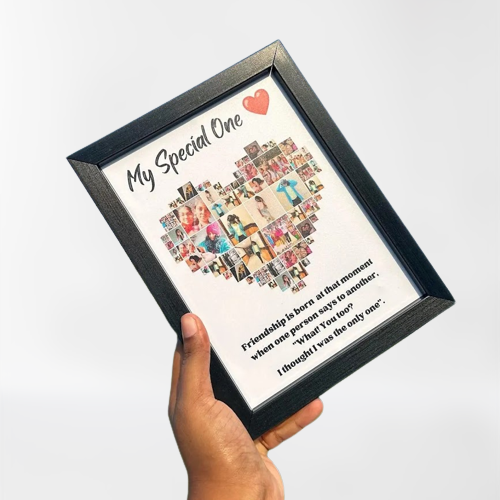 My Special One
Friendship is born at that moment
when one person says to another,
"What! You too?
I thought I was the only one".